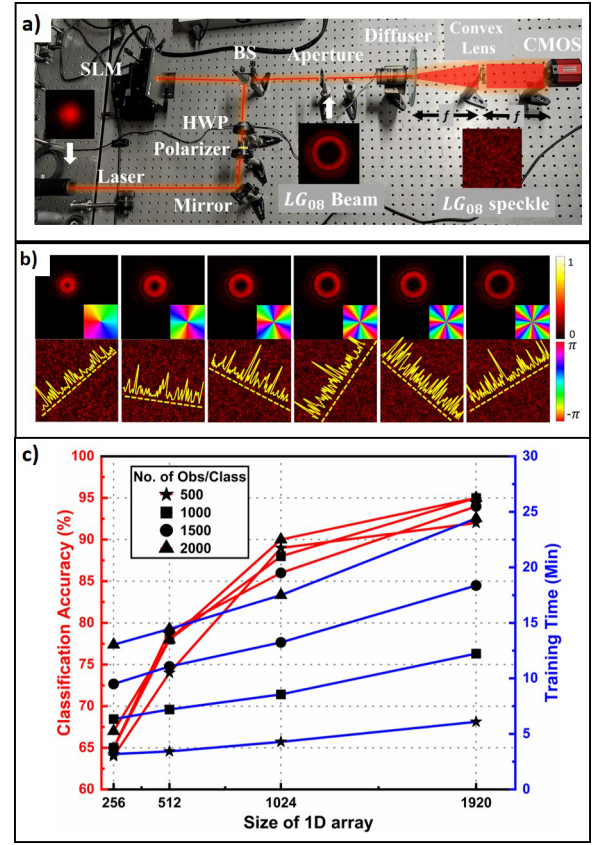 a)
SLM
BS
Aperture
Diffuser
Convex
Lens
CMOS
HWP
Polarizer
Laser
Mirror
f
f
LG₀₈ Beam
LG₀₈ speckle
b)
1
0
π
-π
c)
100
95
90
85
80
75
70
65
60
Classification Accuracy (%)
No. of Obs/Class
500
1000
1500
2000
30
25
20
15
10
5
0
Training Time (Min)
256
512
1024
1920
Size of 1D array